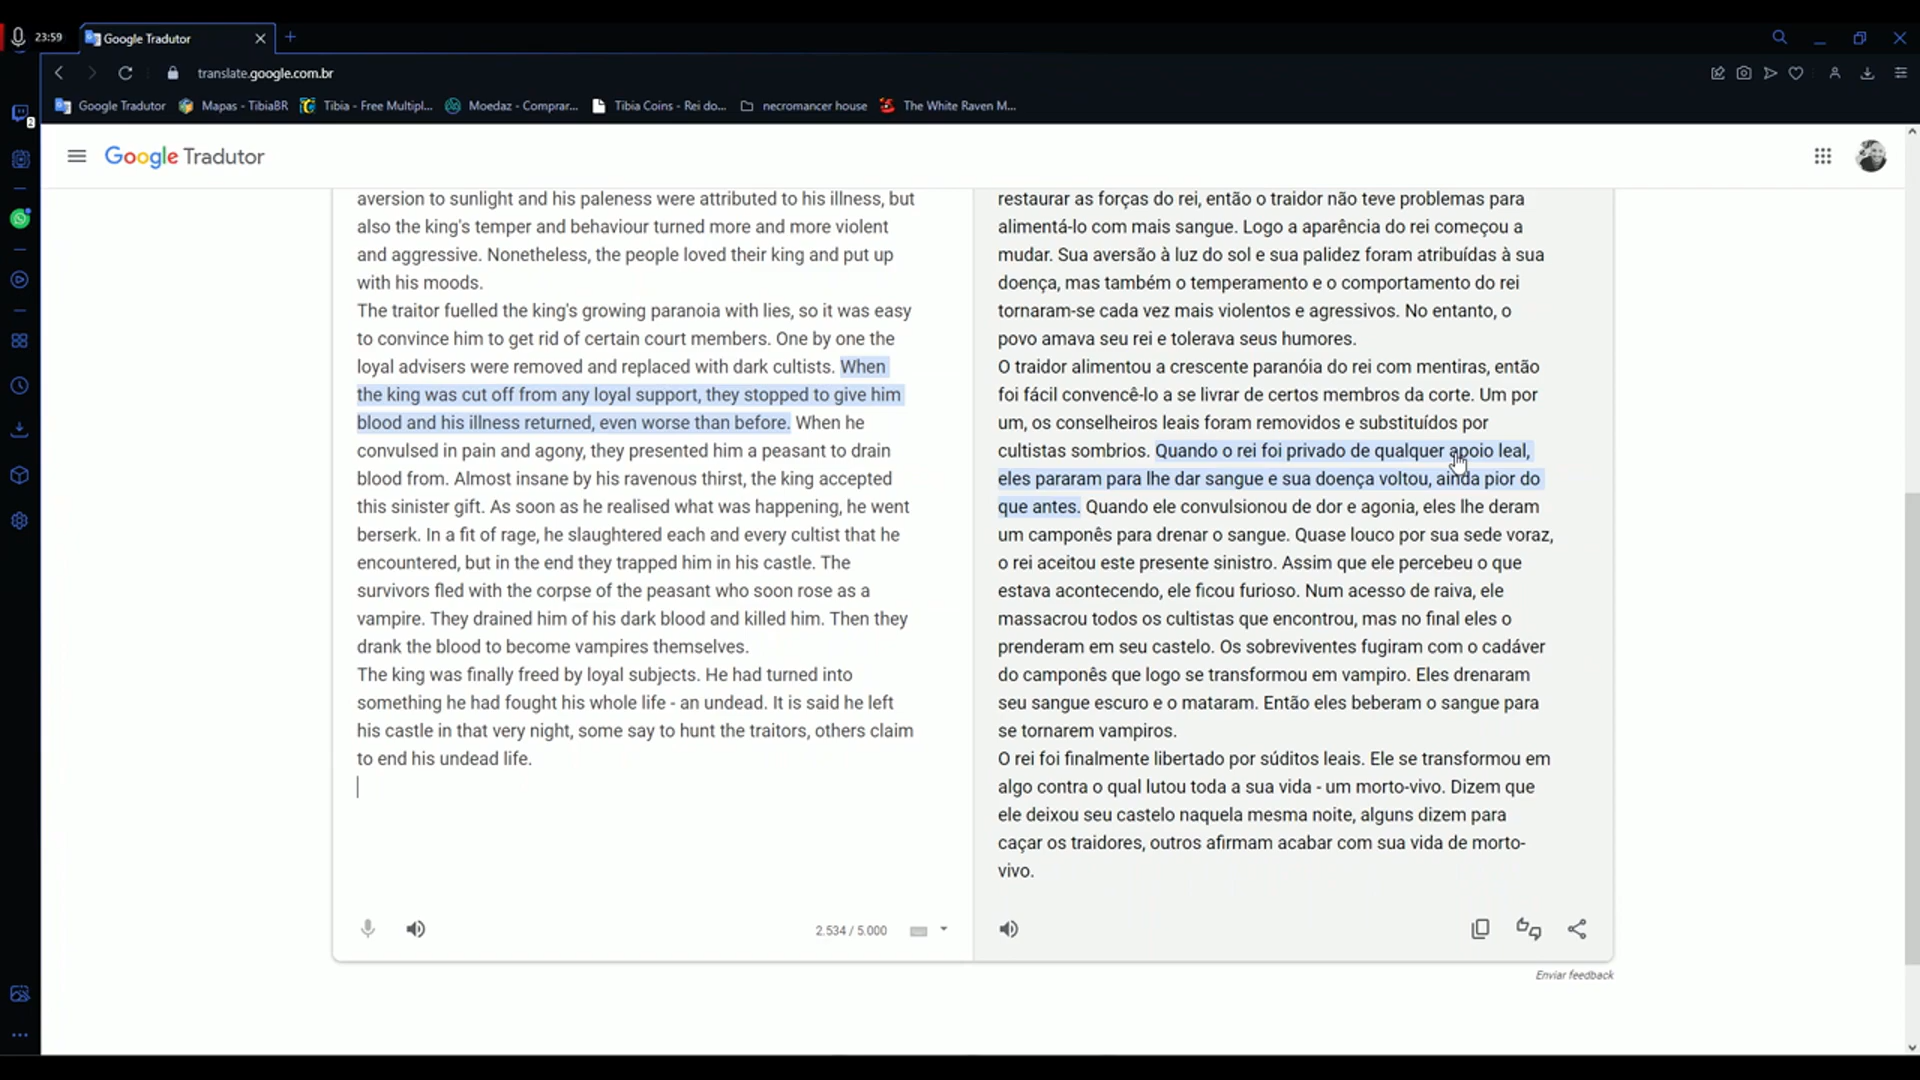 23:59
Google Tradutor
translate.google.com.br
Google Tradutor
Mapas - TibiaBR
Tibia - Free Multipl...
Moedaz - Comprar...
Tibia Coins - Rei do...
necromancer house
The White Raven M...
2
Google Tradutor
aversion to sunlight and his paleness were attributed to his illness, but
also the king's temper and behaviour turned more and more violent
and aggressive. Nonetheless, the people loved their king and put up
with his moods.
The traitor fuelled the king's growing paranoia with lies, so it was easy
to convince him to get rid of certain court members. One by one the
loyal advisers were removed and replaced with dark cultists. When
the king was cut off from any loyal support, they stopped to give him
blood and his illness returned, even worse than before. When he
convulsed in pain and agony, they presented him a peasant to drain
blood from. Almost insane by his ravenous thirst, the king accepted
this sinister gift. As soon as he realised what was happening, he went
berserk. In a fit of rage, he slaughtered each and every cultist that he
encountered, but in the end they trapped him in his castle. The
survivors fled with the corpse of the peasant who soon rose as a
vampire. They drained him of his dark blood and killed him. Then they
drank the blood to become vampires themselves.
The king was finally freed by loyal subjects. He had turned into
something he had fought his whole life - an undead. It is said he left
his castle in that very night, some say to hunt the traitors, others claim
to end his undead life.
2.534 / 5.000
restaurar as forças do rei, então o traidor não teve problemas para
alimentá-lo com mais sangue. Logo a aparência do rei começou a
mudar. Sua aversão à luz do sol e sua palidez foram atribuídas à sua
doença, mas também o temperamento e o comportamento do rei
tornaram-se cada vez mais violentos e agressivos. No entanto, o
povo amava seu rei e tolerava seus humores.
O traidor alimentou a crescente paranóia do rei com mentiras, então
foi fácil convencê-lo a se livrar de certos membros da corte. Um por
um, os conselheiros leais foram removidos e substituídos por
cultistas sombrios. Quando o rei foi privado de qualquer apoio leal,
eles pararam para lhe dar sangue e sua doença voltou, ainda pior do
que antes. Quando ele convulsionou de dor e agonia, eles lhe deram
um camponês para drenar o sangue. Quase louco por sua sede voraz,
o rei aceitou este presente sinistro. Assim que ele percebeu o que
estava acontecendo, ele ficou furioso. Num acesso de raiva, ele
massacrou todos os cultistas que encontrou, mas no final eles o
prenderam em seu castelo. Os sobreviventes fugiram com o cadáver
do camponês que logo se transformou em vampiro. Eles drenaram
seu sangue escuro e o mataram. Então eles beberam o sangue para
se tornarem vampiros.
O rei foi finalmente libertado por súditos leais. Ele se transformou em
algo contra o qual lutou toda a sua vida - um morto-vivo. Dizem que
ele deixou seu castelo naquela mesma noite, alguns dizem para
caçar os traidores, outros afirmam acabar com sua vida de morto-
vivo.
Enviar feedback